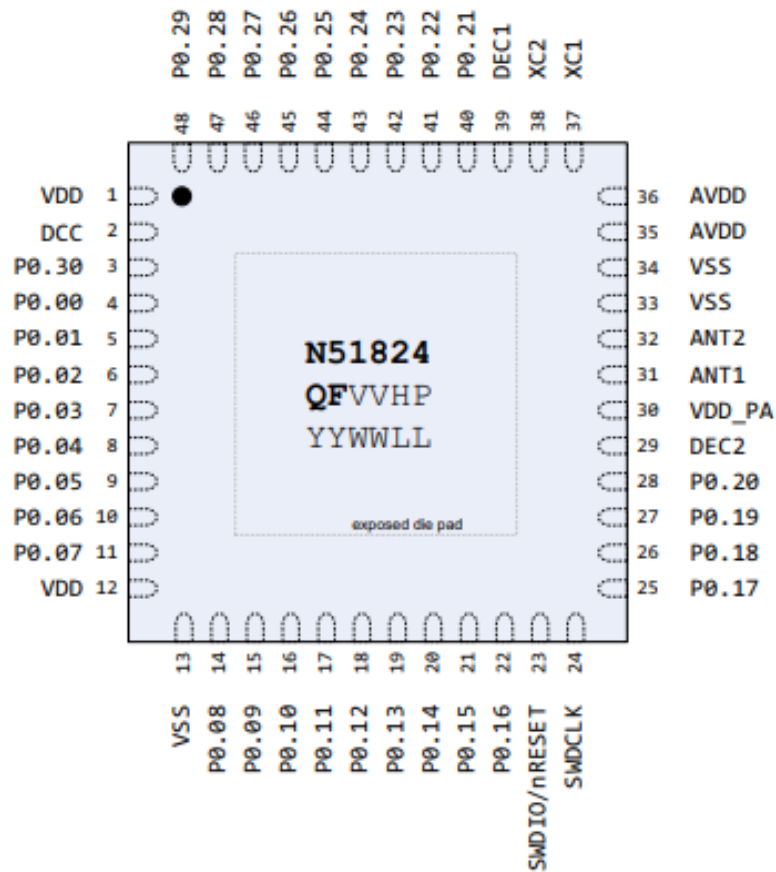 P0.29 P0.28 P0.27 P0.26 P0.25 P0.24 P0.23 P0.22 P0.21 DEC1 XC2 XC1
48 47 46 45 44 43 42 41 40 39 38 37
VDD 1
DCC 2
P0.30 3
P0.00 4
P0.01 5
P0.02 6
P0.03 7
P0.04 8
P0.05 9
P0.06 10
P0.07 11
VDD 12
N51824
QFVVHP
YYWWLL
exposed die pad
36 AVDD
35 AVDD
34 VSS
33 VSS
32 ANT2
31 ANT1
30 VDD_PA
29 DEC2
28 P0.20
27 P0.19
26 P0.18
25 P0.17
13 14 15 16 17 18 19 20 21 22 23 24
VSS P0.08 P0.09 P0.10 P0.11 P0.12 P0.13 P0.14 P0.15 P0.16 SWDIO/nRESET SWDCLK